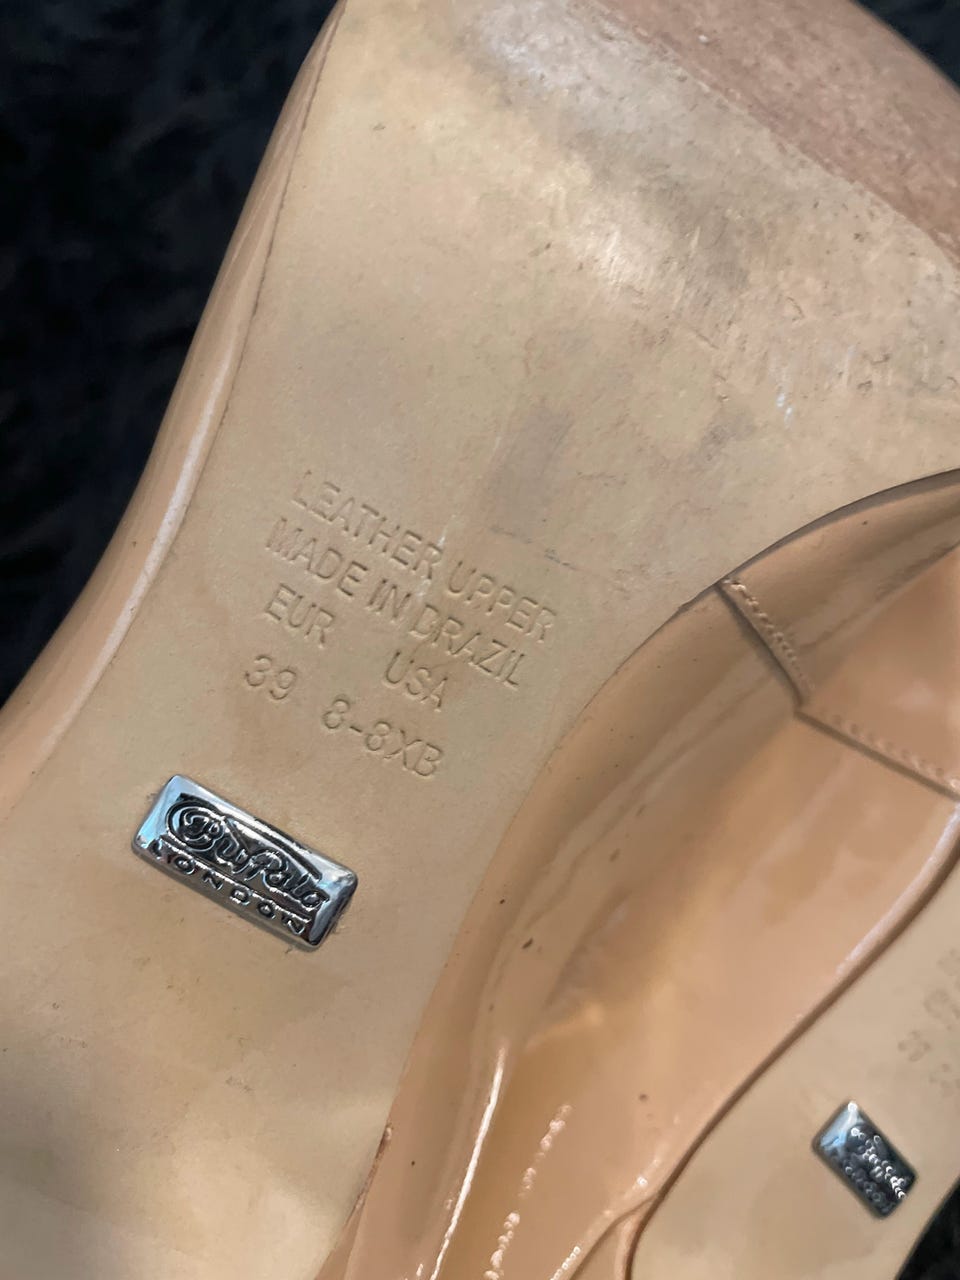 LEATHER UPPER
MADE IN BRAZIL
EUR USA
39 8-8XB
Buffalo
LONDON